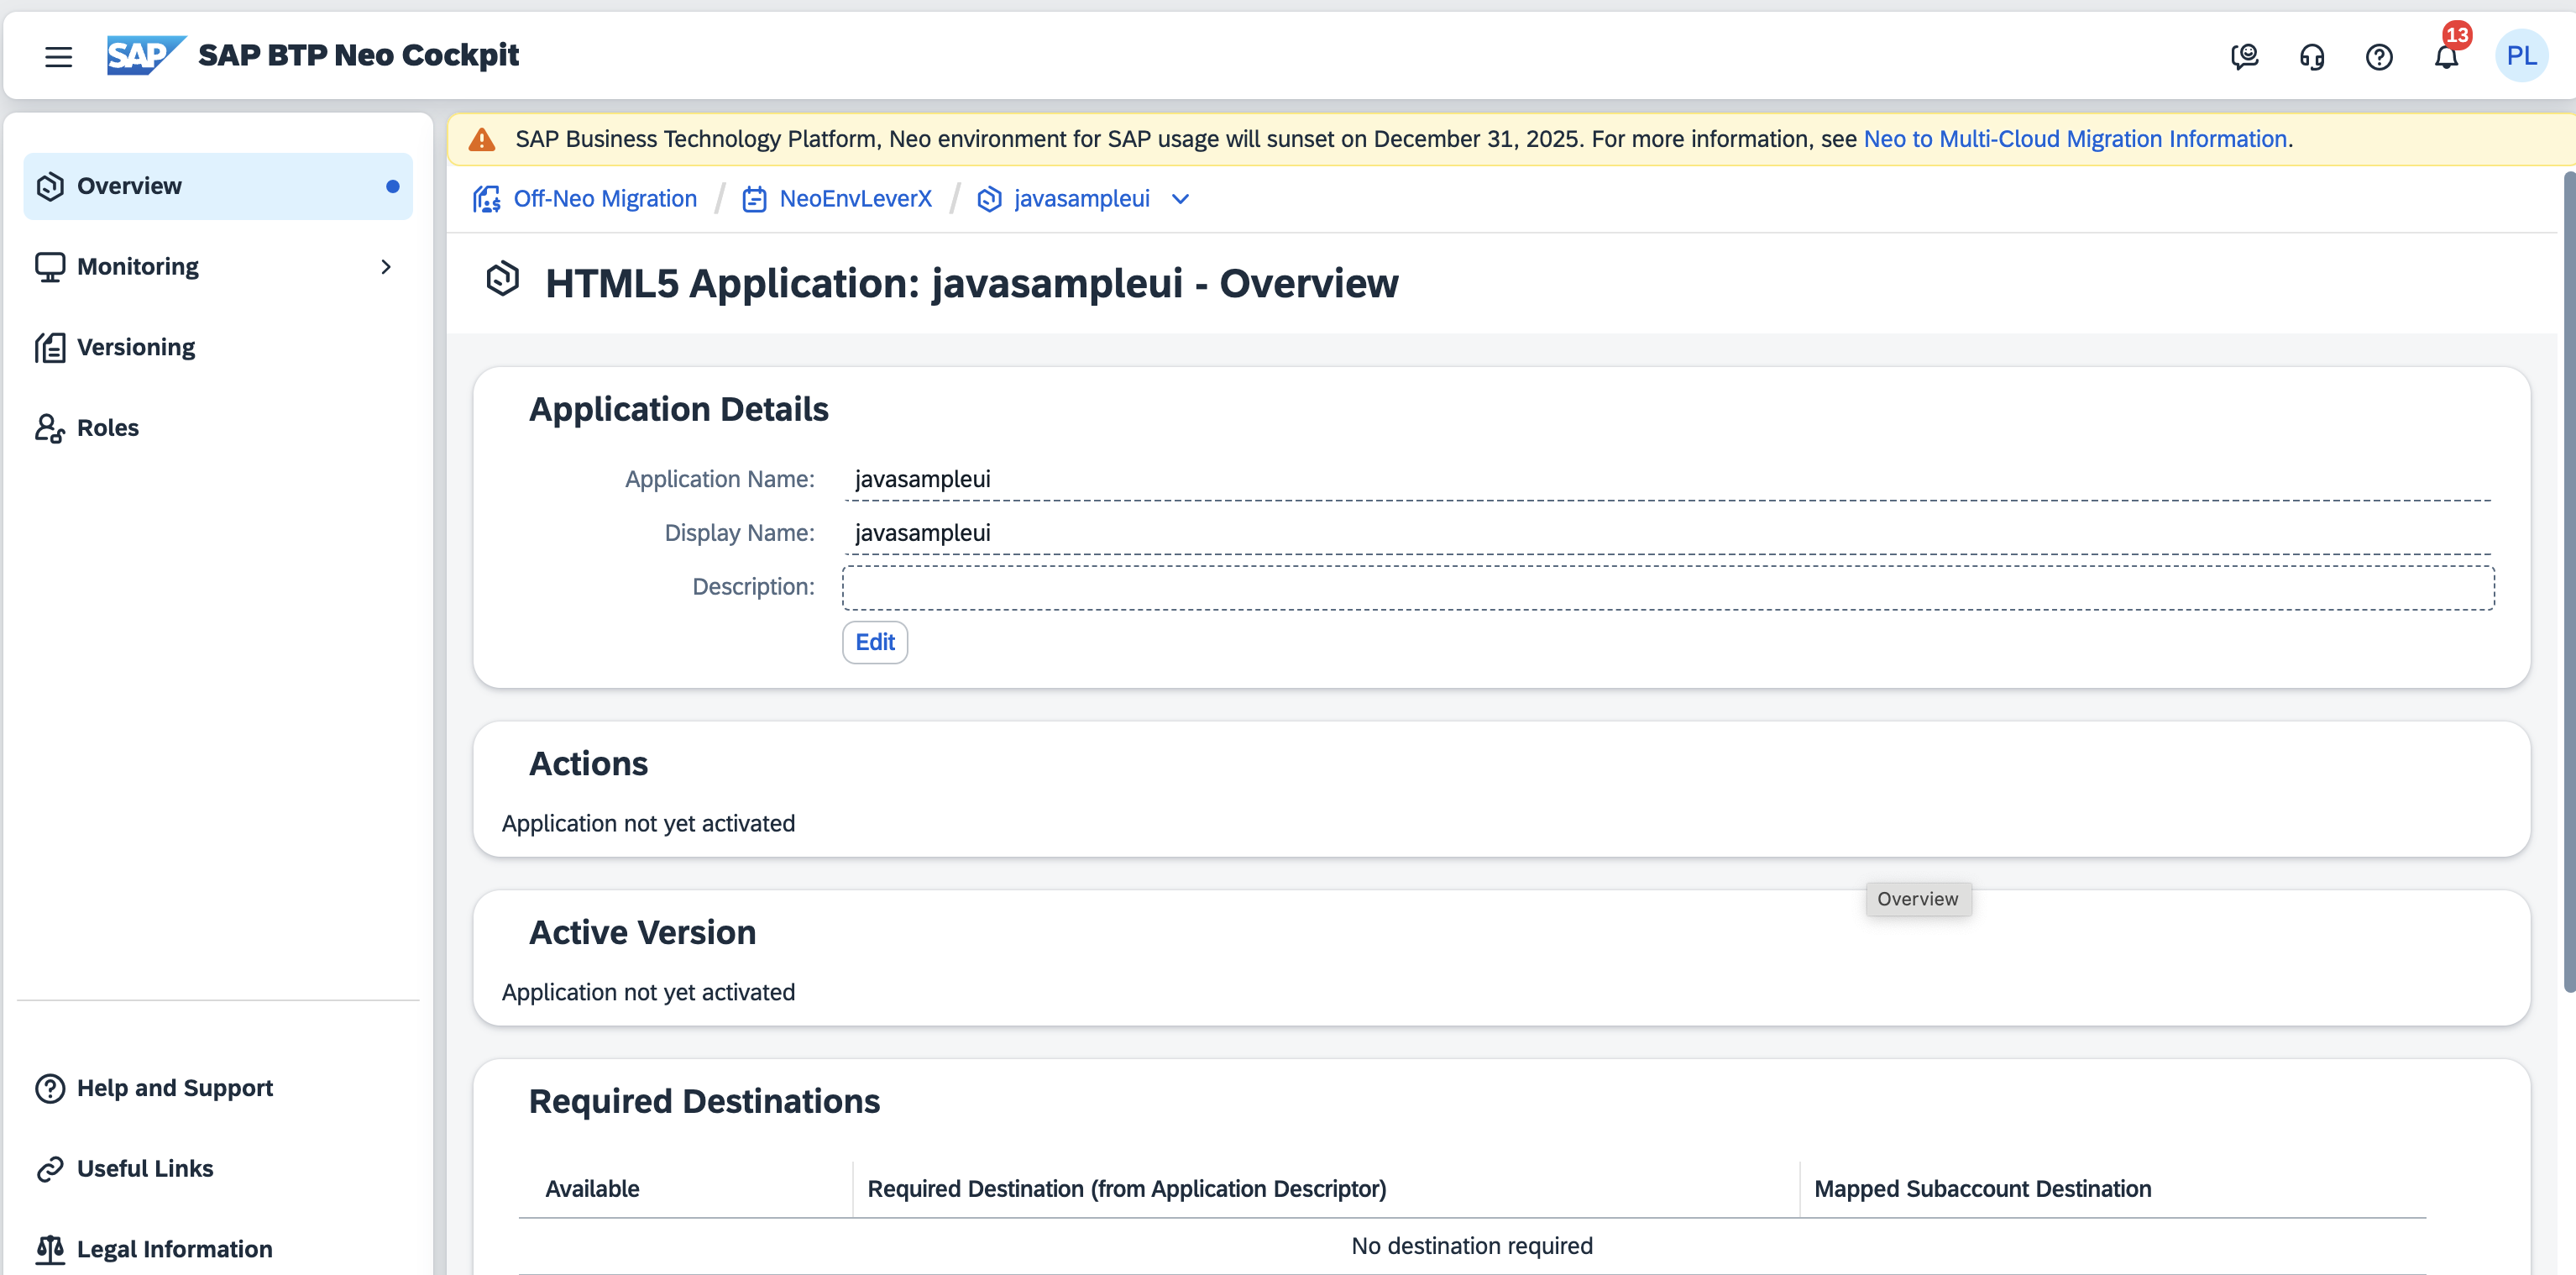 SAP SAP BTP Neo Cockpit
13
PL
Overview
Monitoring
Versioning
Roles
Help and Support
Useful Links
Legal Information
SAP Business Technology Platform, Neo environment for SAP usage will sunset on December 31, 2025. For more information, see Neo to Multi-Cloud Migration Information.
Off-Neo Migration / NeoEnvLeverX / javasampleui
HTML5 Application: javasampleui - Overview
Application Details
Application Name: javasampleui
Display Name: javasampleui
Description:
Edit
Actions
Application not yet activated
Overview
Active Version
Application not yet activated
Required Destinations
Available Required Destination (from Application Descriptor) Mapped Subaccount Destination
No destination required